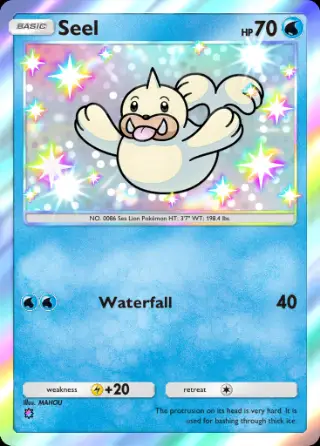 BASIC Seel HP 70
NO. 0086 Sea Lion Pokémon HT: 3'7" WT: 198.4 lbs.
Waterfall 40
weakness +20 retreat
Illus. MAHOU
The protrusion on its head is very hard. It is
used for bashing through thick ice.